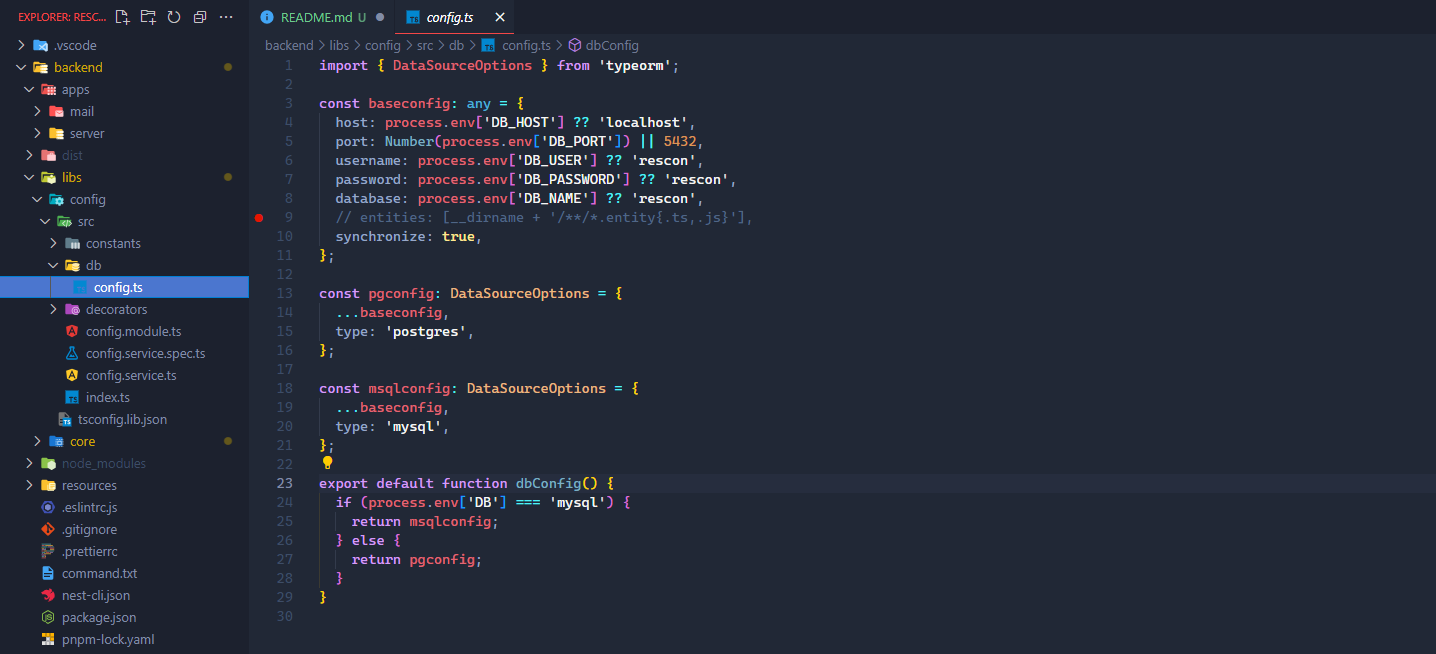 EXPLORER: RESC...
.vscode
backend
apps
mail
server
dist
libs
config
src
constants
db
config.ts
decorators
config.module.ts
config.service.spec.ts
config.service.ts
index.ts
tsconfig.lib.json
core
node_modules
resources
.eslintrc.js
.gitignore
.prettierrc
command.txt
nest-cli.json
package.json
pnpm-lock.yaml
README.md U
config.ts
backend > libs > config > src > db > config.ts > dbConfig
1 import { DataSourceOptions } from 'typeorm';
2
3 const baseconfig: any = {
4   host: process.env['DB_HOST'] ?? 'localhost',
5   port: Number(process.env['DB_PORT']) || 5432,
6   username: process.env['DB_USER'] ?? 'rescon',
7   password: process.env['DB_PASSWORD'] ?? 'rescon',
8   database: process.env['DB_NAME'] ?? 'rescon',
9   // entities: [__dirname + '/**/*.entity{.ts,.js}'],
10   synchronize: true,
11 };
12
13 const pgconfig: DataSourceOptions = {
14   ...baseconfig,
15   type: 'postgres',
16 };
17
18 const msqlconfig: DataSourceOptions = {
19   ...baseconfig,
20   type: 'mysql',
21 };
22
23 export default function dbConfig() {
24   if (process.env['DB'] === 'mysql') {
25     return msqlconfig;
26   } else {
27     return pgconfig;
28   }
29 }
30